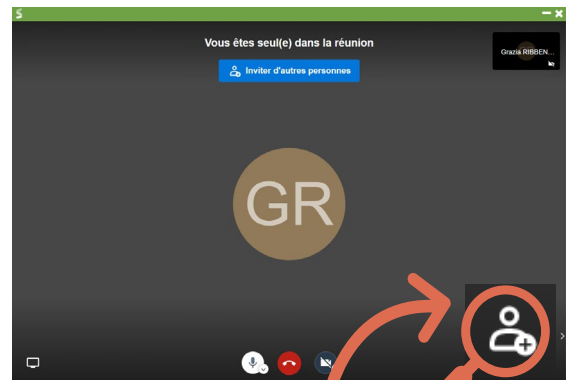 Vous êtes seul(e) dans la réunion
Inviter d'autres personnes
Grazia RIBBEN...
GR